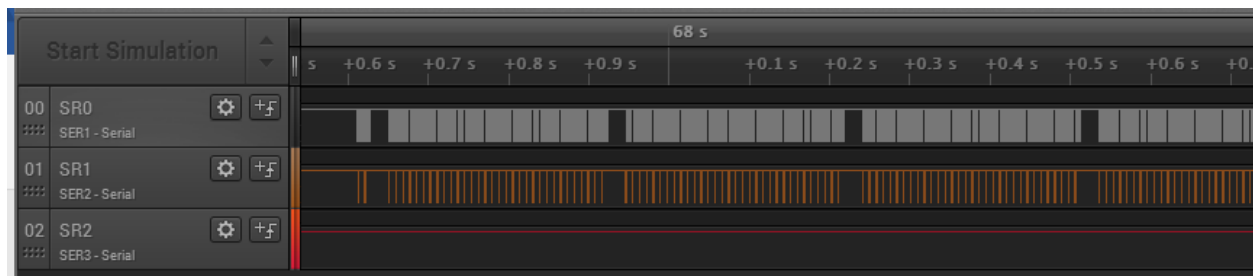 Start Simulation
68 s
s +0.6 s +0.7 s +0.8 s +0.9 s +0.1 s +0.2 s +0.3 s +0.4 s +0.5 s +0.6 s +0.
00 SR0
SER1 - Serial
01 SR1
SER2 - Serial
02 SR2
SER3 - Serial